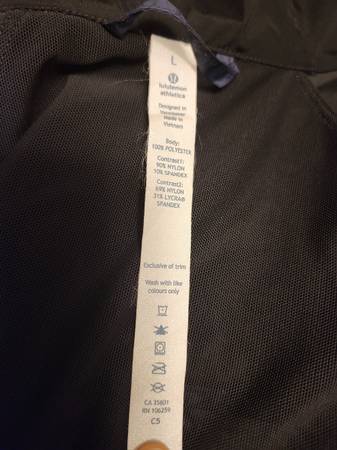 L
lululemon
athletica
Designed in
Vancouver
Made in
Vietnam
Body:
100% POLYESTER
Contrast1:
90% NYLON
10% SPANDEX
Contrast2:
69% NYLON
31% LYCRA®
SPANDEX
Exclusive of trim
Wash with like
colours only
CA 35801
RN 106259
C5